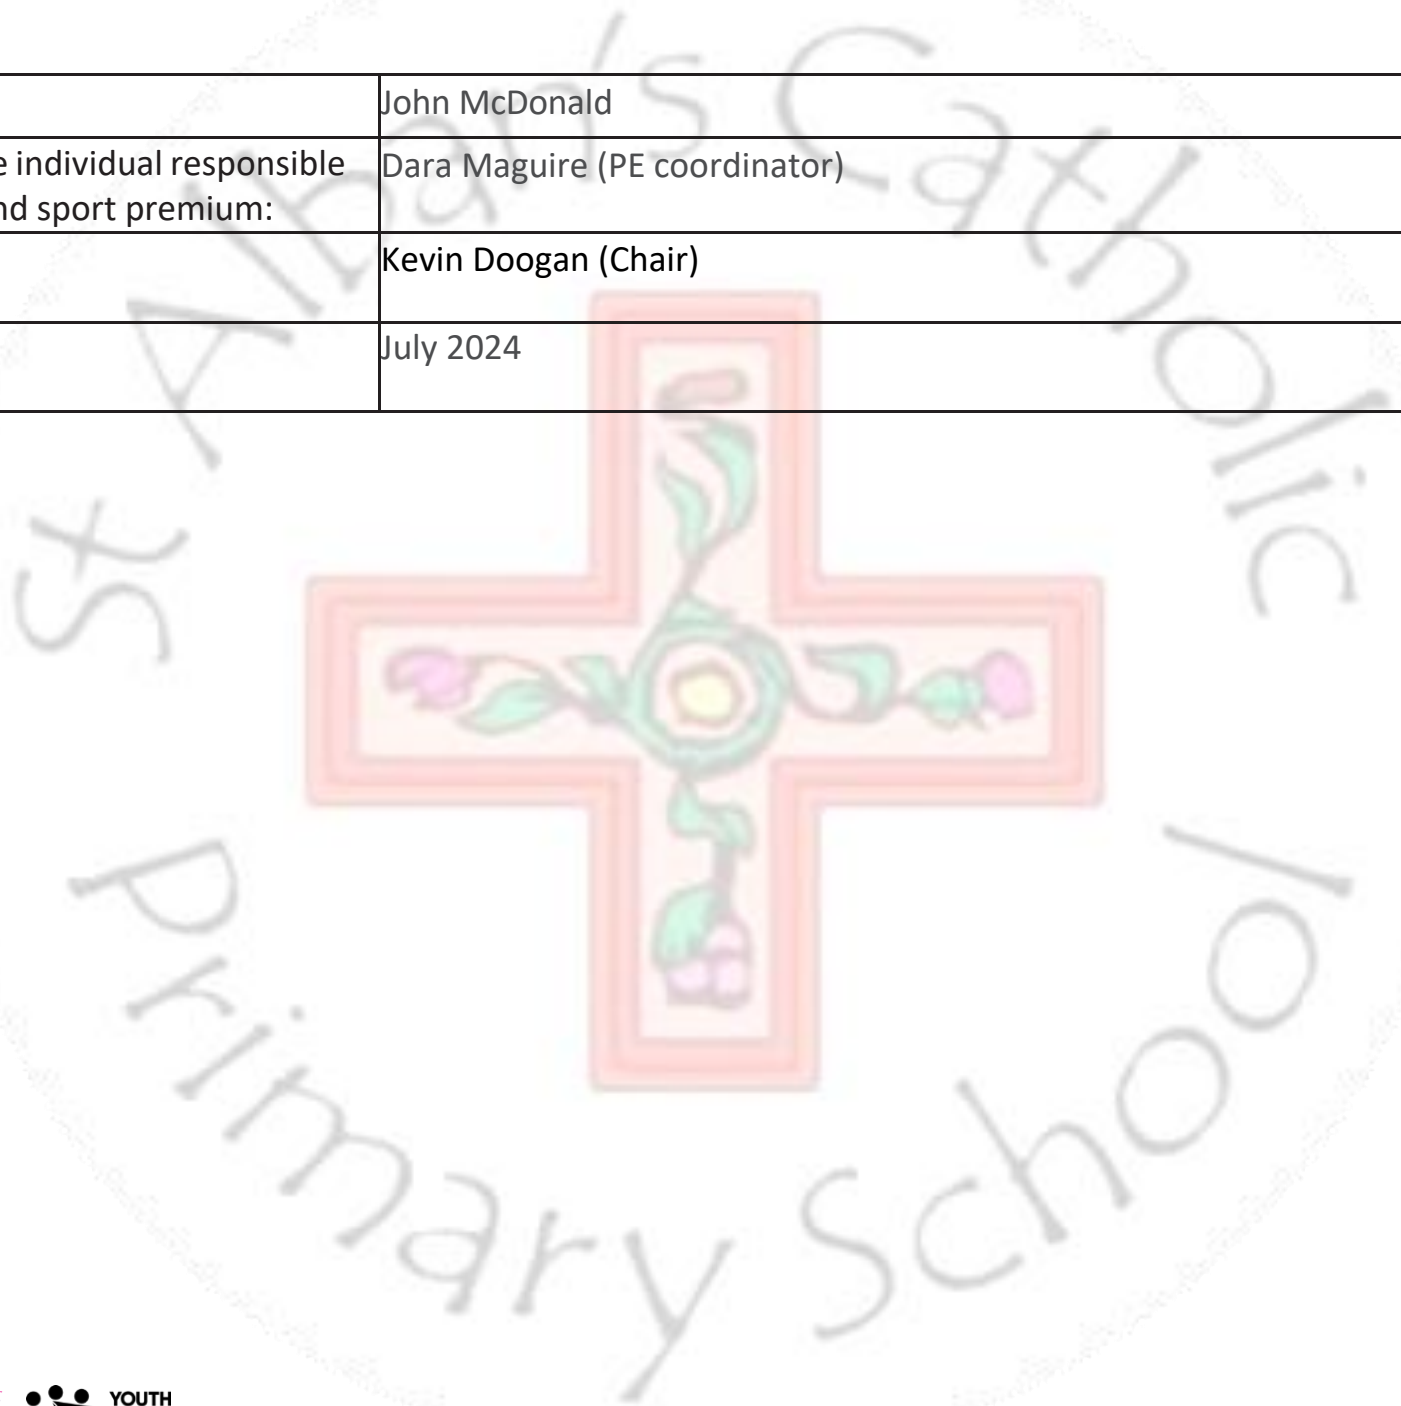 John McDonald
e individual responsible
nd sport premium:
Dara Maguire (PE coordinator)
Kevin Doogan (Chair)
July 2024
St Alban's Catholic
Primary School
YOUTH